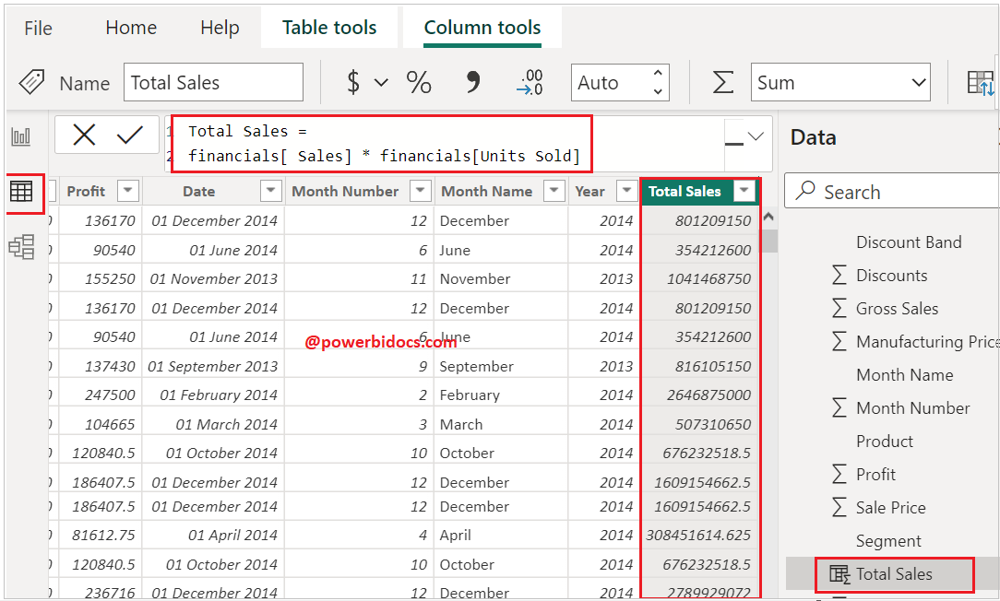 File Home Help Table tools Column tools
Name Total Sales $ % .00 Auto Sum
1 Total Sales =
2 financials[ Sales] * financials[Units Sold]
Data
Search
Profit Date Month Number Month Name Year Total Sales
136170 01 December 2014 12 December 2014 801209150
90540 01 June 2014 6 June 2014 354212600
155250 01 November 2013 11 November 2013 1041468750
136170 01 December 2014 12 December 2014 801209150
90540 01 June 2014 6 June 2014 354212600
@powerbidocs.com
137430 01 September 2013 9 September 2013 816105150
247500 01 February 2014 2 February 2014 2646875000
104665 01 March 2014 3 March 2014 507310650
120840.5 01 October 2014 10 October 2014 676232518.5
186407.5 01 December 2014 12 December 2014 1609154662.5
186407.5 01 December 2014 12 December 2014 1609154662.5
81612.75 01 April 2014 4 April 2014 308451614.625
120840.5 01 October 2014 10 October 2014 676232518.5
236716 01 December 2014 12 December 2014 2789929072
Discount Band
Discounts
Gross Sales
Manufacturing Price
Month Name
Month Number
Product
Profit
Sale Price
Segment
Total Sales